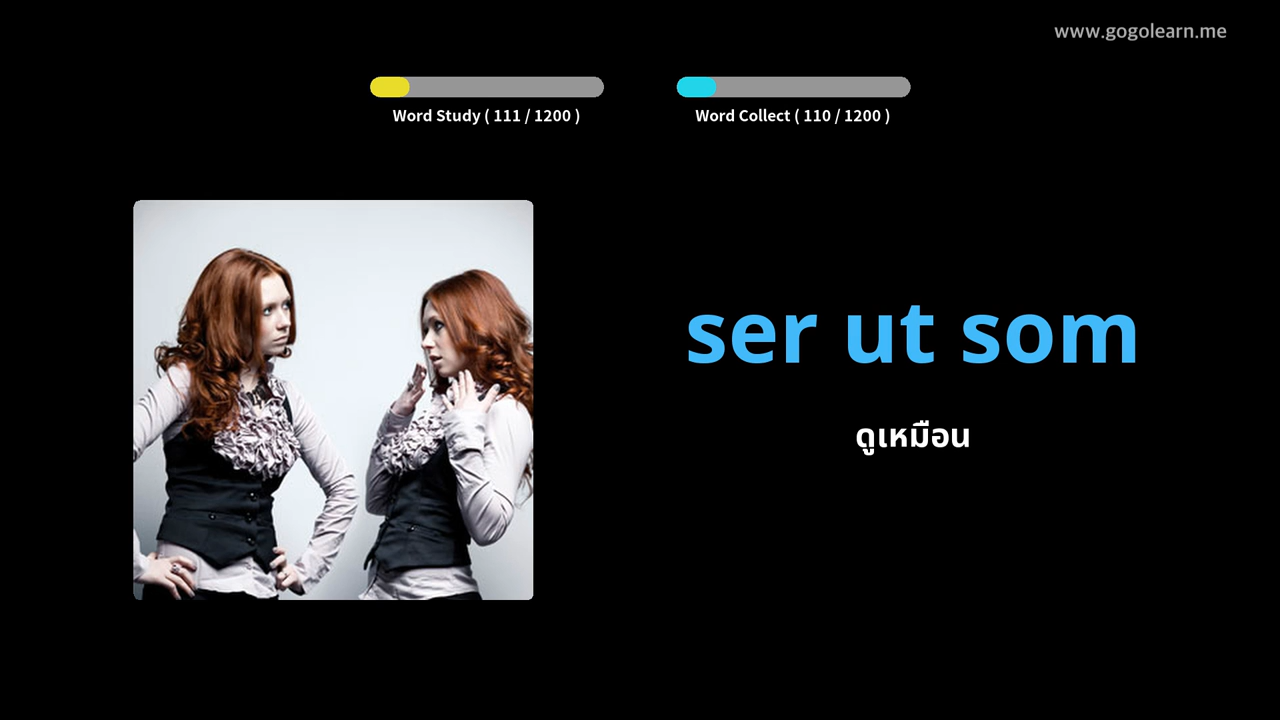 www.gogolearn.me
Word Study ( 111 / 1200 )
Word Collect ( 110 / 1200 )
ser ut som
ดูเหมือน